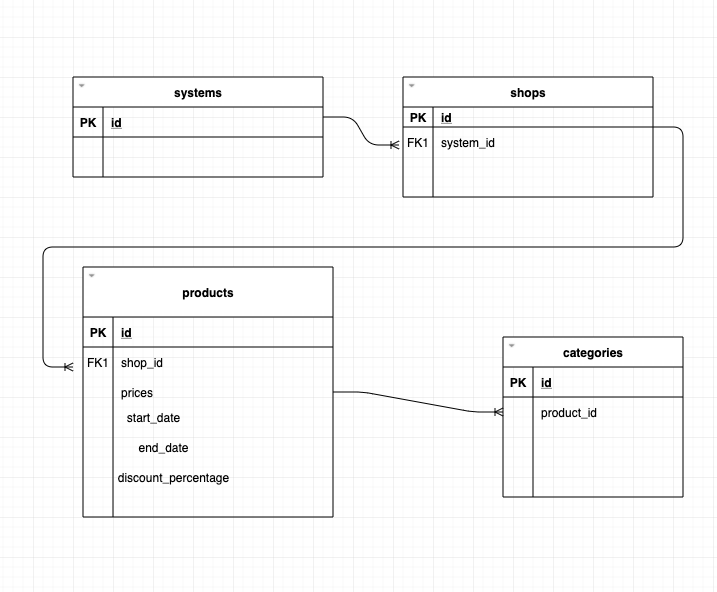 systems
PK id
shops
PK id
FK1 system_id
products
PK id
FK1 shop_id
prices
start_date
end_date
discount_percentage
categories
PK id
product_id